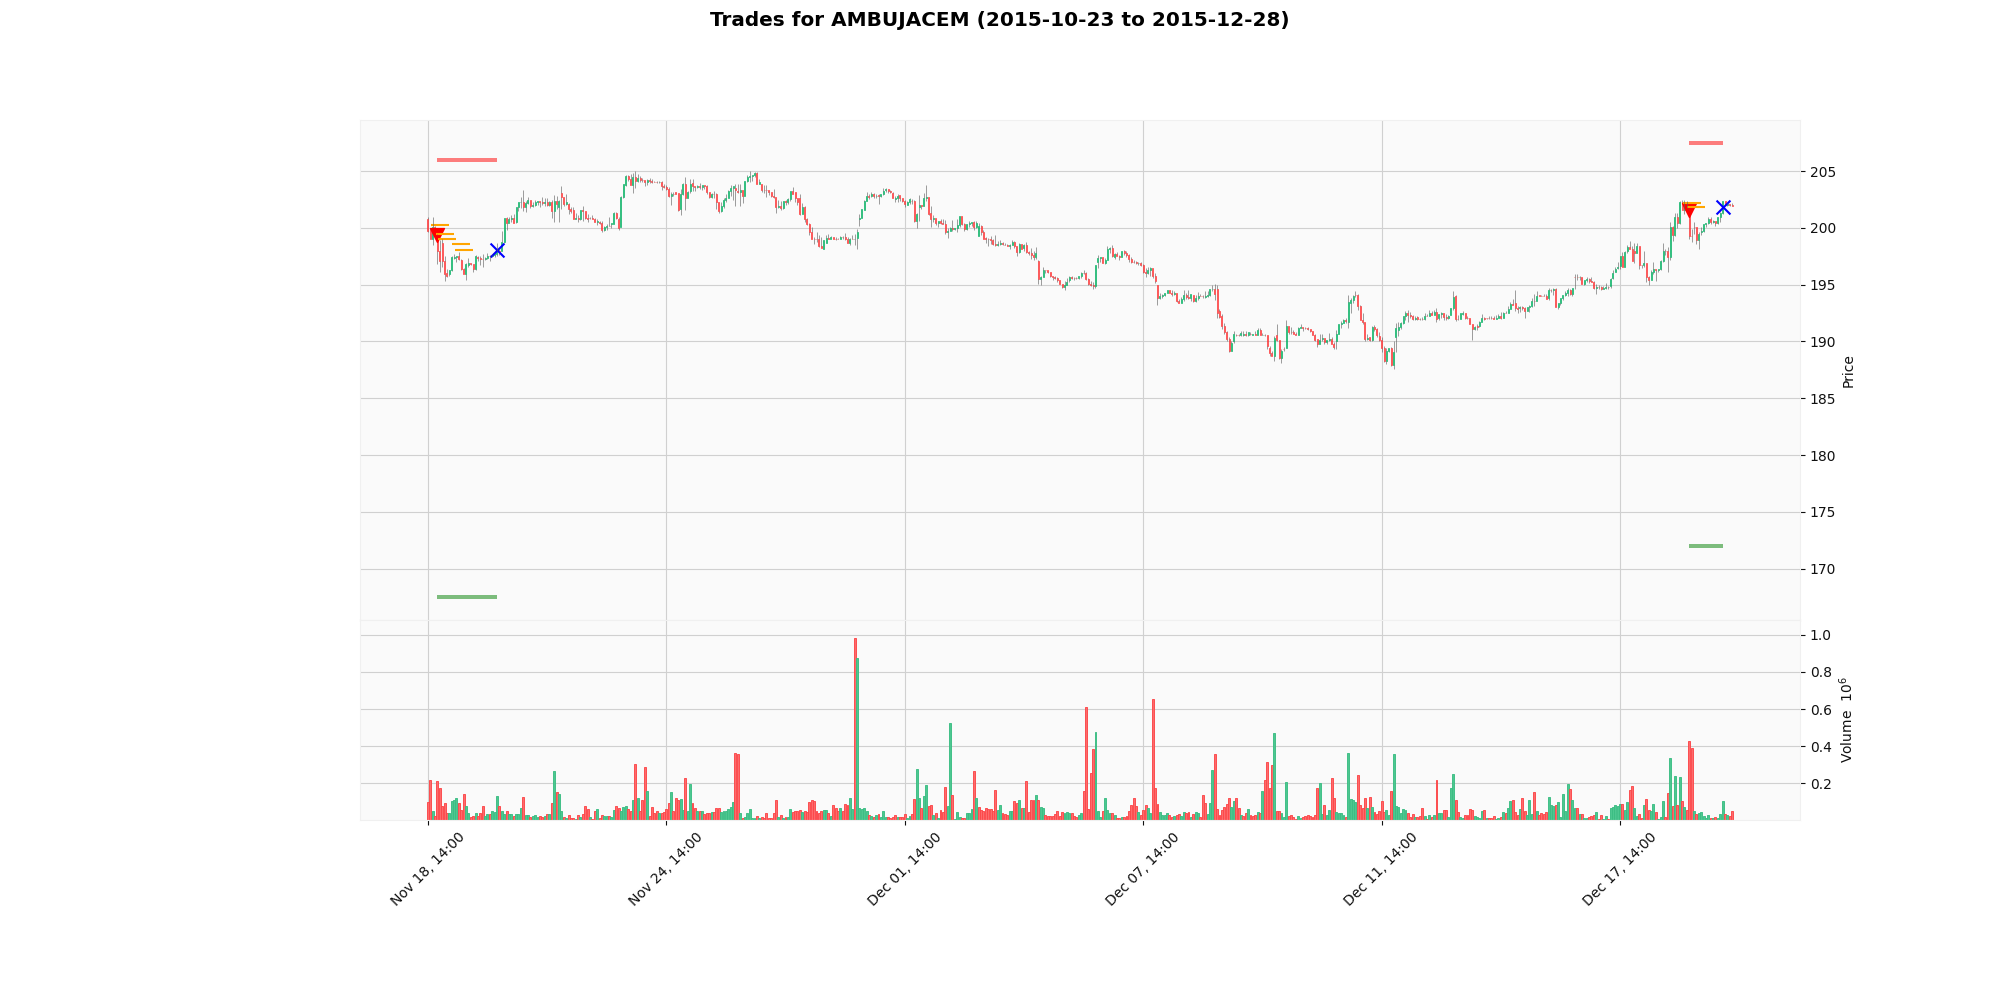 Trades for AMBUJACEM (2015-10-23 to 2015-12-28)
205
200
195
190
185
180
175
170
Price
1.0
0.8
0.6
0.4
0.2
Volume 10⁶
Nov 18, 14:00
Nov 24, 14:00
Dec 01, 14:00
Dec 07, 14:00
Dec 11, 14:00
Dec 17, 14:00